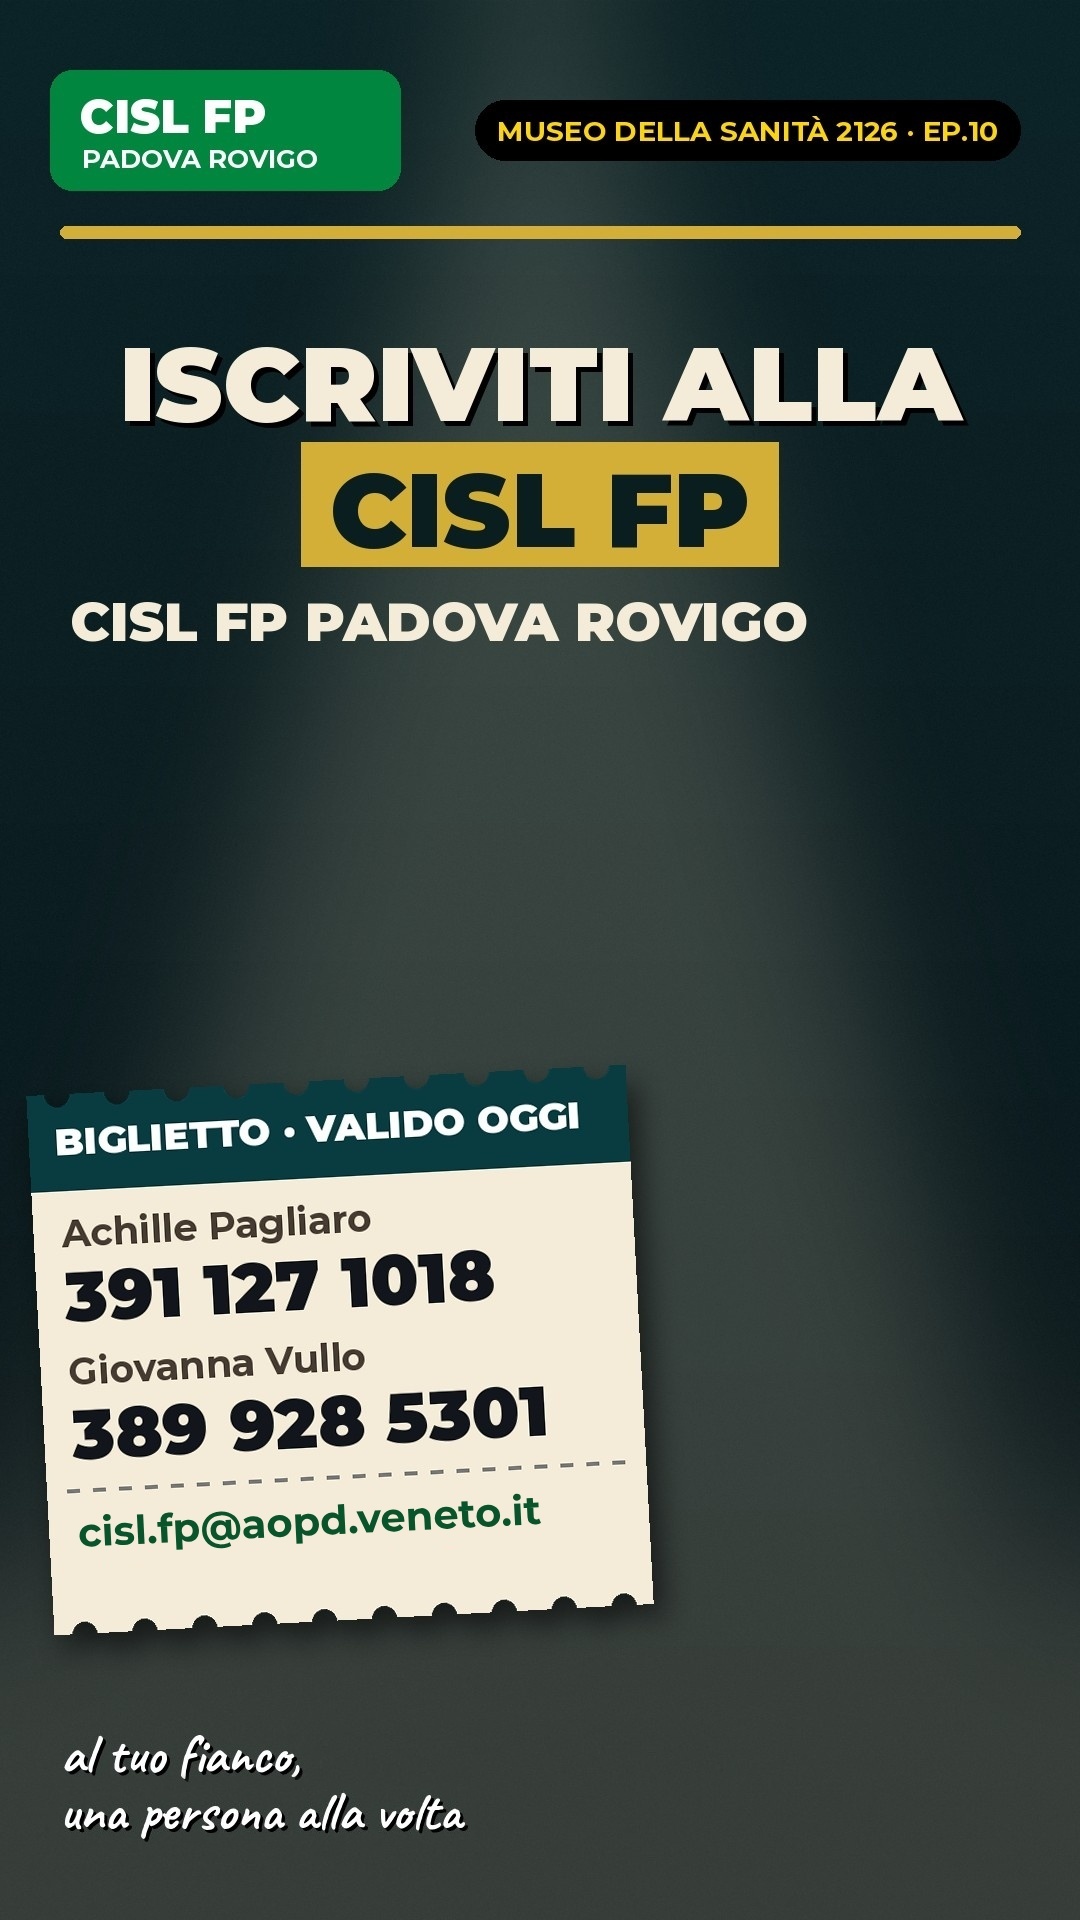 CISL FP
PADOVA ROVIGO
MUSEO DELLA SANITÀ 2126 · EP.10
ISCRIVITI ALLA
CISL FP
CISL FP PADOVA ROVIGO
BIGLIETTO • VALIDO OGGI
Achille Pagliaro
391 127 1018
Giovanna Vullo
389 928 5301
cisl.fp@aopd.veneto.it
al tuo fianco,
una persona alla volta